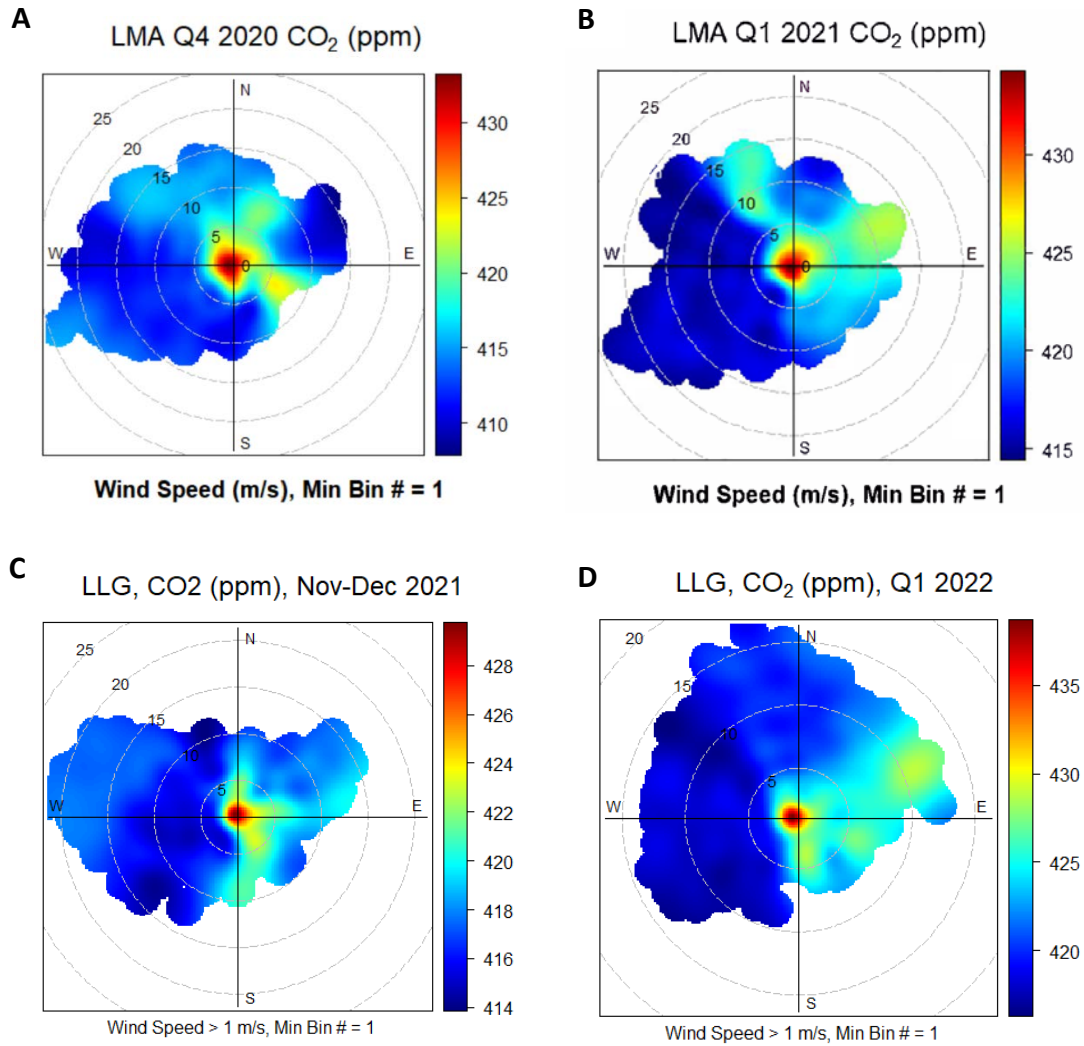 A
LMA Q4 2020 CO₂ (ppm)
N
25
20
15
10
5
0
W
E
S
430
425
420
415
410
Wind Speed (m/s), Min Bin # = 1
B
LMA Q1 2021 CO₂ (ppm)
N
25
20
15
10
5
0
W
E
S
430
425
420
415
Wind Speed (m/s), Min Bin # = 1
C
LLG, CO2 (ppm), Nov-Dec 2021
N
25
20
15
10
5
W
E
S
428
426
424
422
420
418
416
414
Wind Speed > 1 m/s, Min Bin # = 1
D
LLG, CO₂ (ppm), Q1 2022
N
20
15
10
5
W
E
S
435
430
425
420
Wind Speed > 1 m/s, Min Bin # = 1